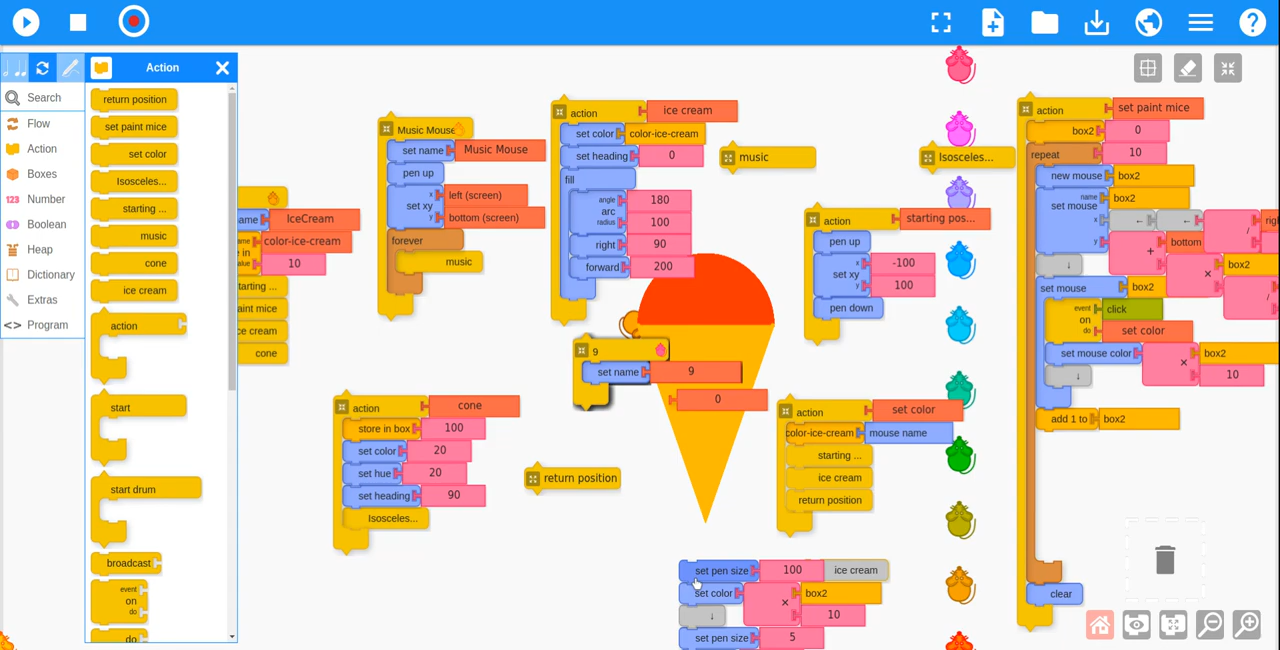 Action
Search
Flow
Action
Boxes
123 Number
Boolean
Heap
Dictionary
Extras
<> Program
return position
set paint mice
set color
Isosceles...
starting ...
music
cone
ice cream
action
start
start drum
broadcast
event
on
do
do
IceCream
color-ice-cream
10
tarting ...
aint mice
ce cream
cone
Music Mouse
set name Music Mouse
pen up
x left (screen)
set xy
y bottom (screen)
forever
music
action ice cream
set color color-ice-cream
set heading 0
fill
angle 180
arc
radius 100
right 90
forward 200
music
Isosceles...
action starting pos...
pen up
x -100
set xy
y 100
pen down
9
set name 9
0
action cone
store in box 100
set color 20
set hue 20
set heading 90
Isosceles...
return position
action set color
color-ice-cream mouse name
starting ...
ice cream
return position
set pen size 100 ice cream
set color × box2
10
↓
set pen size 5
action set paint mice
box2 0
repeat 10
new mouse box2
name box2
set mouse
x ← ← /
y + bottom
× box2
↓
/
set mouse box2
event click
on
do set color
set mouse color × box2
10
↓
add 1 to box2
clear